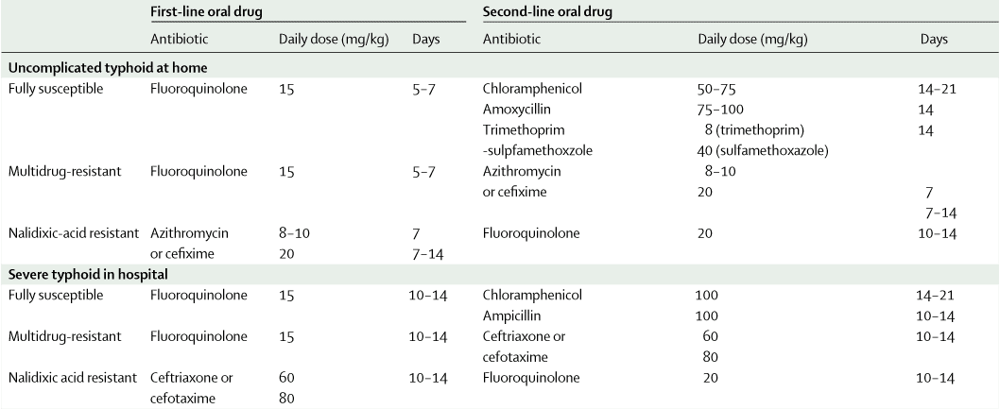 First-line oral drug Second-line oral drug
Antibiotic Daily dose (mg/kg) Days Antibiotic Daily dose (mg/kg) Days
Uncomplicated typhoid at home
Fully susceptible Fluoroquinolone 15 5–7 Chloramphenicol 50–75 14–21
Amoxycillin 75–100 14
Trimethoprim 8 (trimethoprim) 14
-sulpfamethoxzole 40 (sulfamethoxazole)
Multidrug-resistant Fluoroquinolone 15 5–7 Azithromycin 8–10
or cefixime 20 7
7–14
Nalidixic-acid resistant Azithromycin 8–10 7 Fluoroquinolone 20 10–14
or cefixime 20 7–14
Severe typhoid in hospital
Fully susceptible Fluoroquinolone 15 10–14 Chloramphenicol 100 14–21
Ampicillin 100 10–14
Multidrug-resistant Fluoroquinolone 15 10–14 Ceftriaxone or 60 10–14
cefotaxime 80
Nalidixic acid resistant Ceftriaxone or 60 10–14 Fluoroquinolone 20 10–14
cefotaxime 80